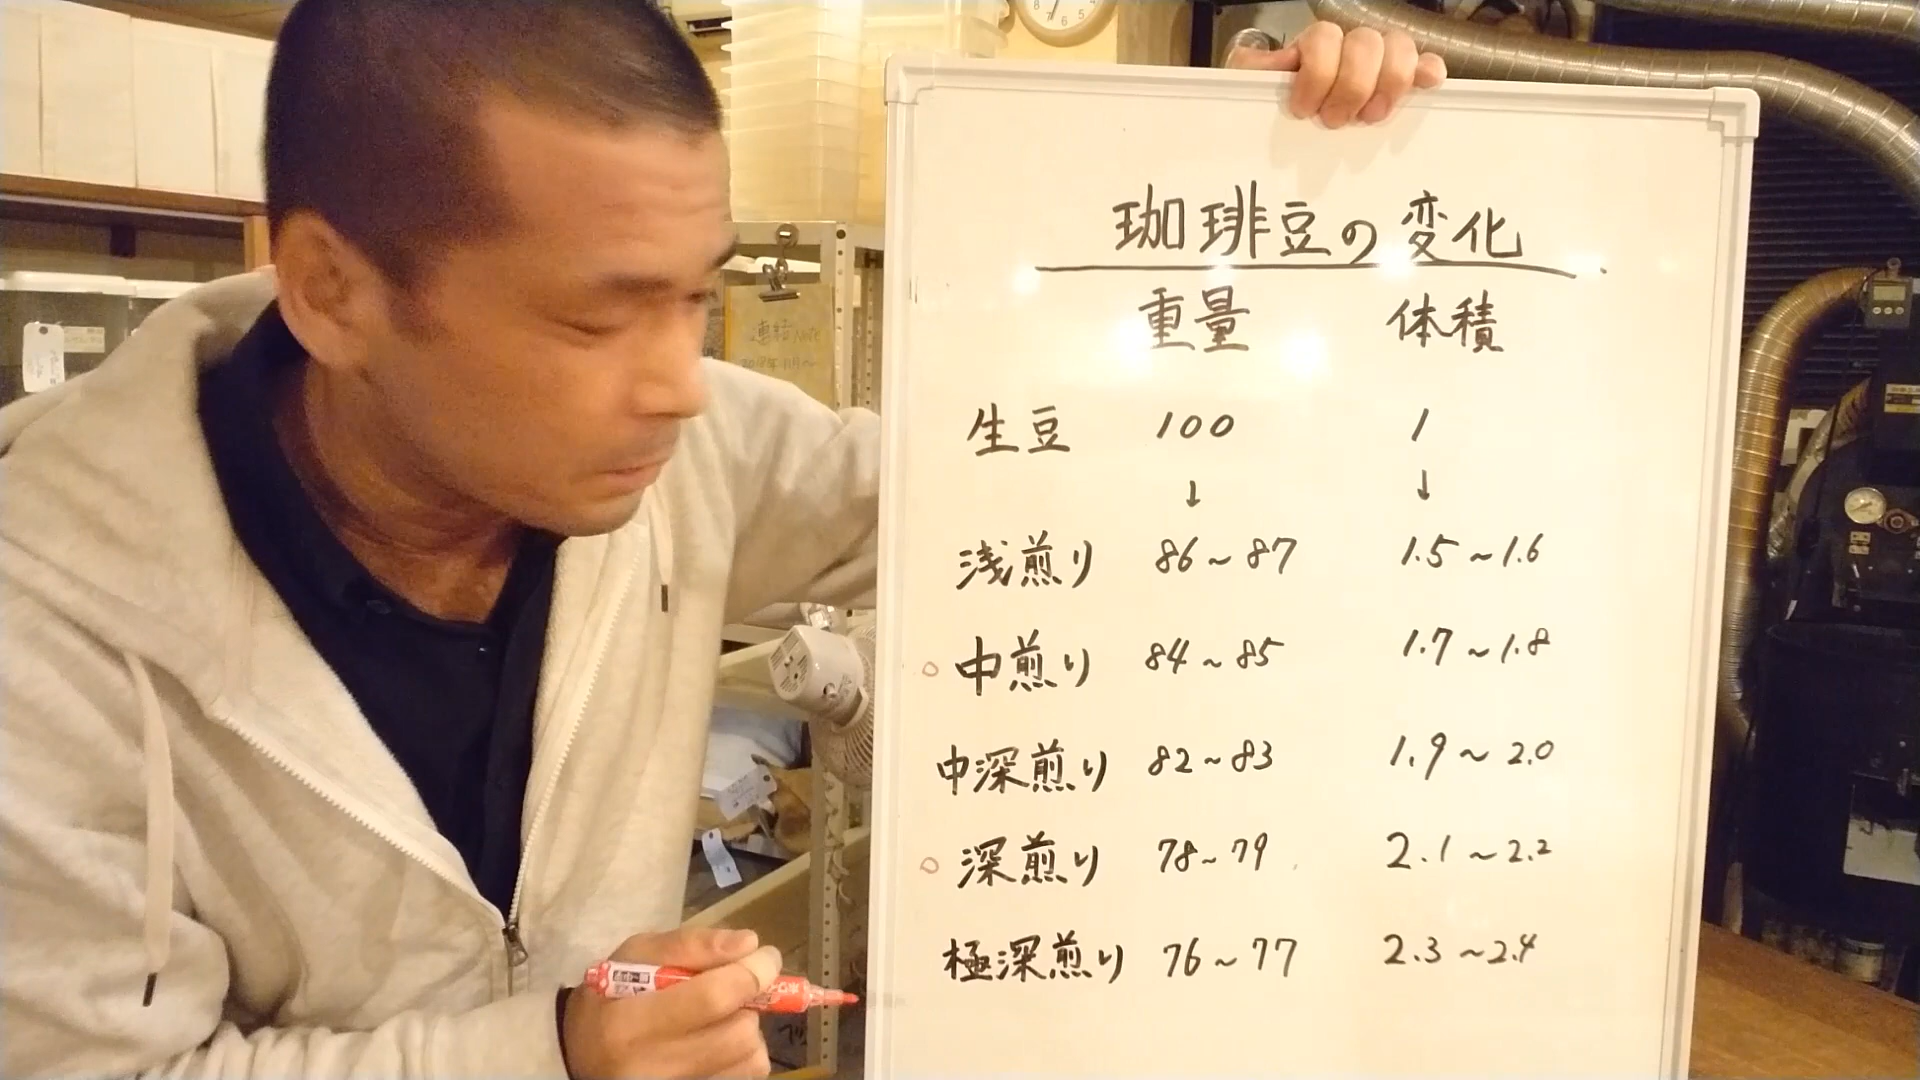 珈琲豆の変化
重量 体積
生豆 100 1
↓ ↓
浅煎り 86~87 1.5~1.6
○中煎り 84~85 1.7~1.8
中深煎り 82~83 1.9~2.0
○深煎り 78~79 2.1~2.2
極深煎り 76~77 2.3~2.4